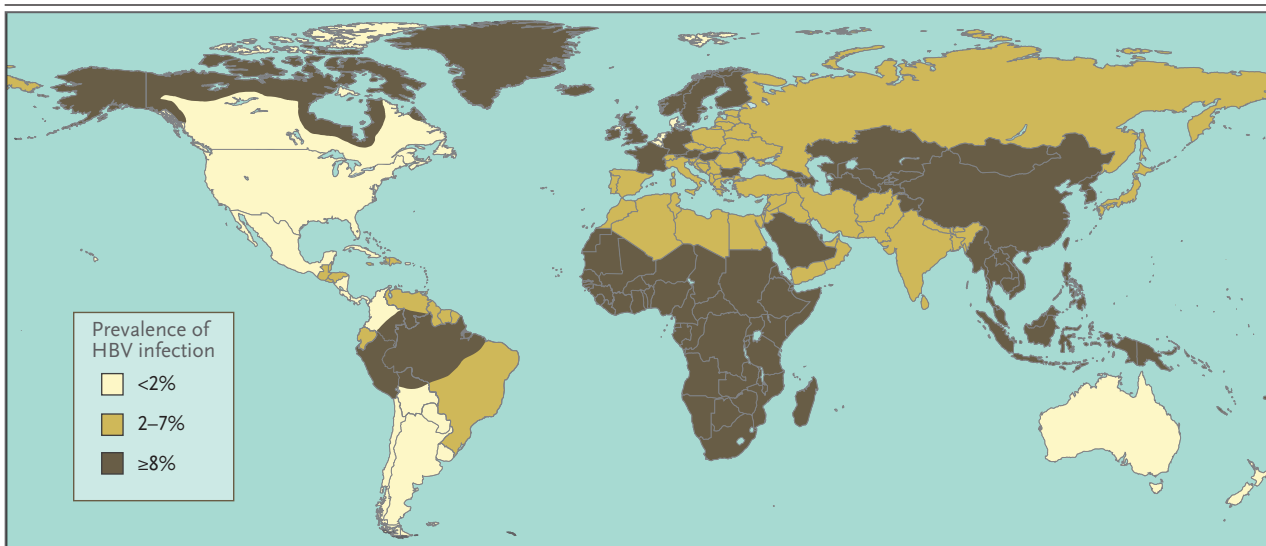 Prevalence of
HBV infection
<2%
2–7%
≥8%